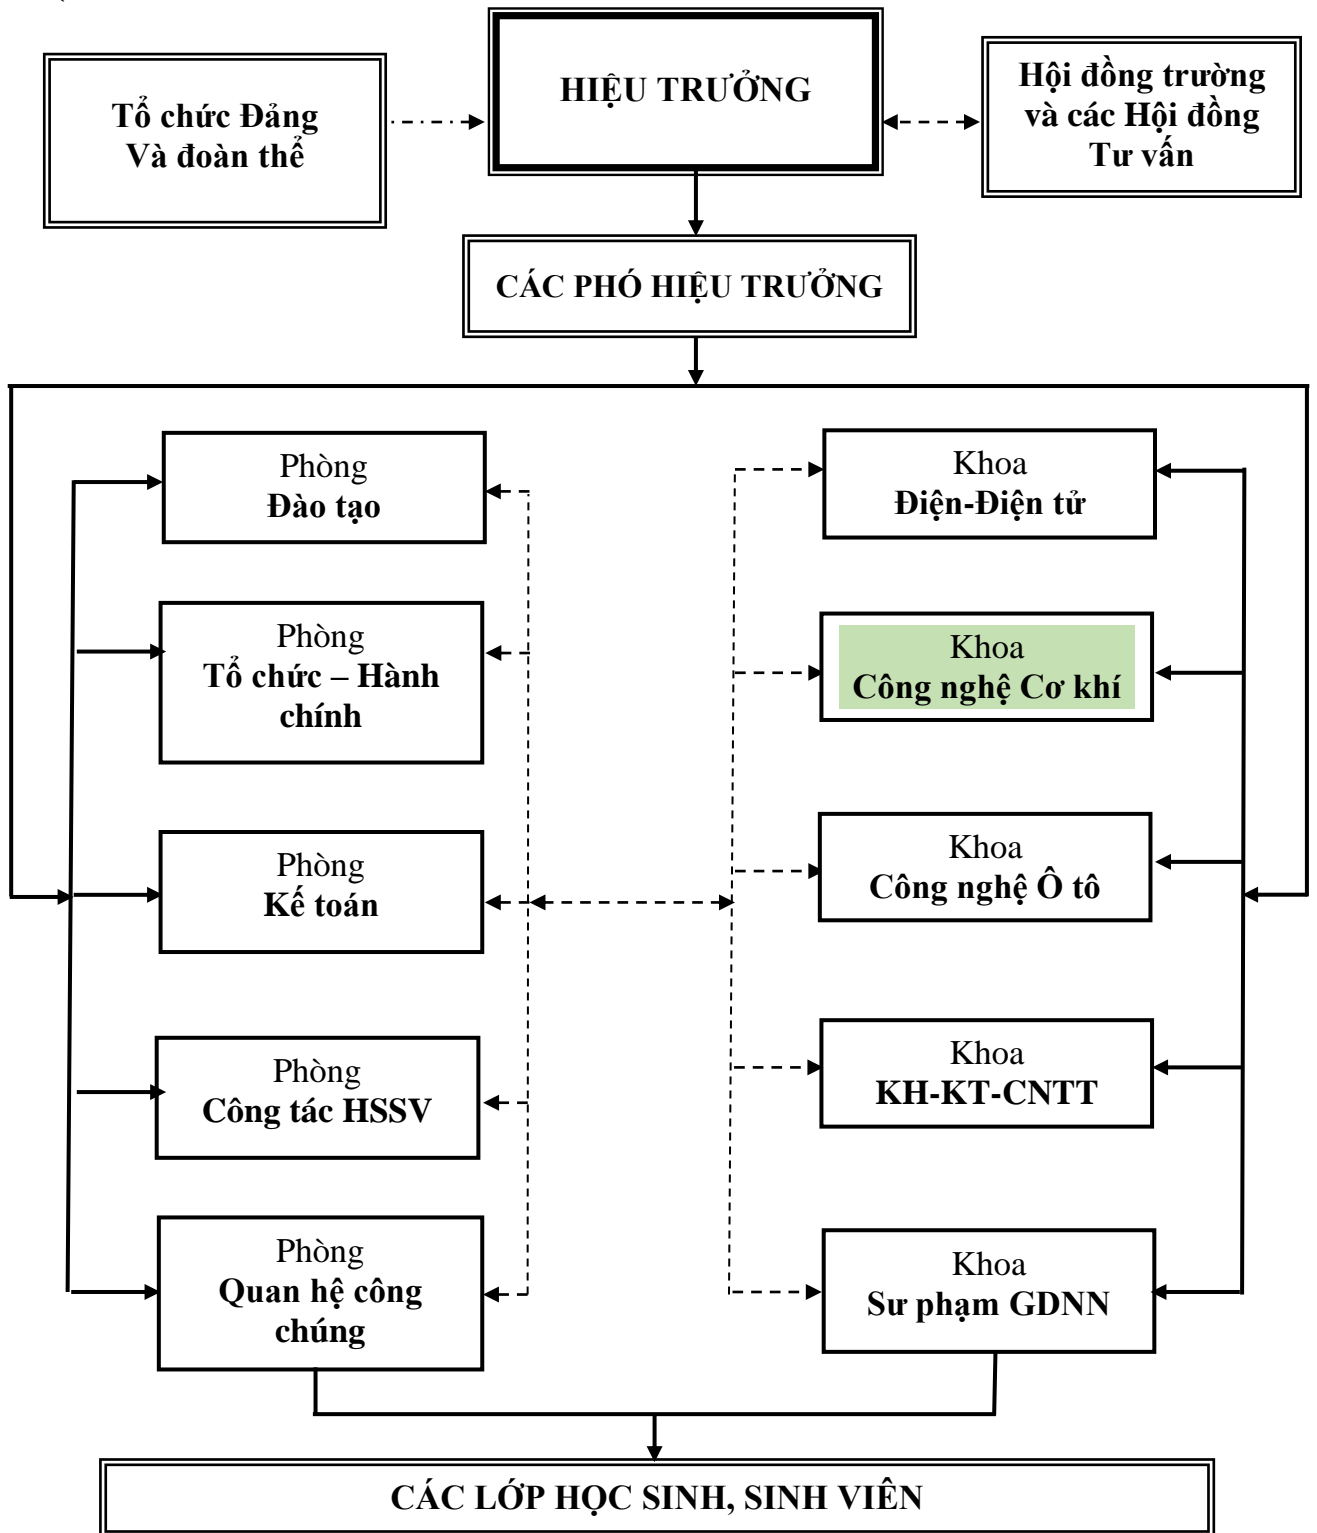 HIỆU TRƯỞNG
Tổ chức Đảng
Và đoàn thể
Hội đồng trường
và các Hội đồng
Tư vấn
CÁC PHÓ HIỆU TRƯỞNG
Phòng
Đào tạo
Phòng
Tổ chức – Hành
chính
Phòng
Kế toán
Phòng
Công tác HSSV
Phòng
Quan hệ công
chúng
Khoa
Điện-Điện tử
Khoa
Công nghệ Cơ khí
Khoa
Công nghệ Ô tô
Khoa
KH-KT-CNTT
Khoa
Sư phạm GDNN
CÁC LỚP HỌC SINH, SINH VIÊN